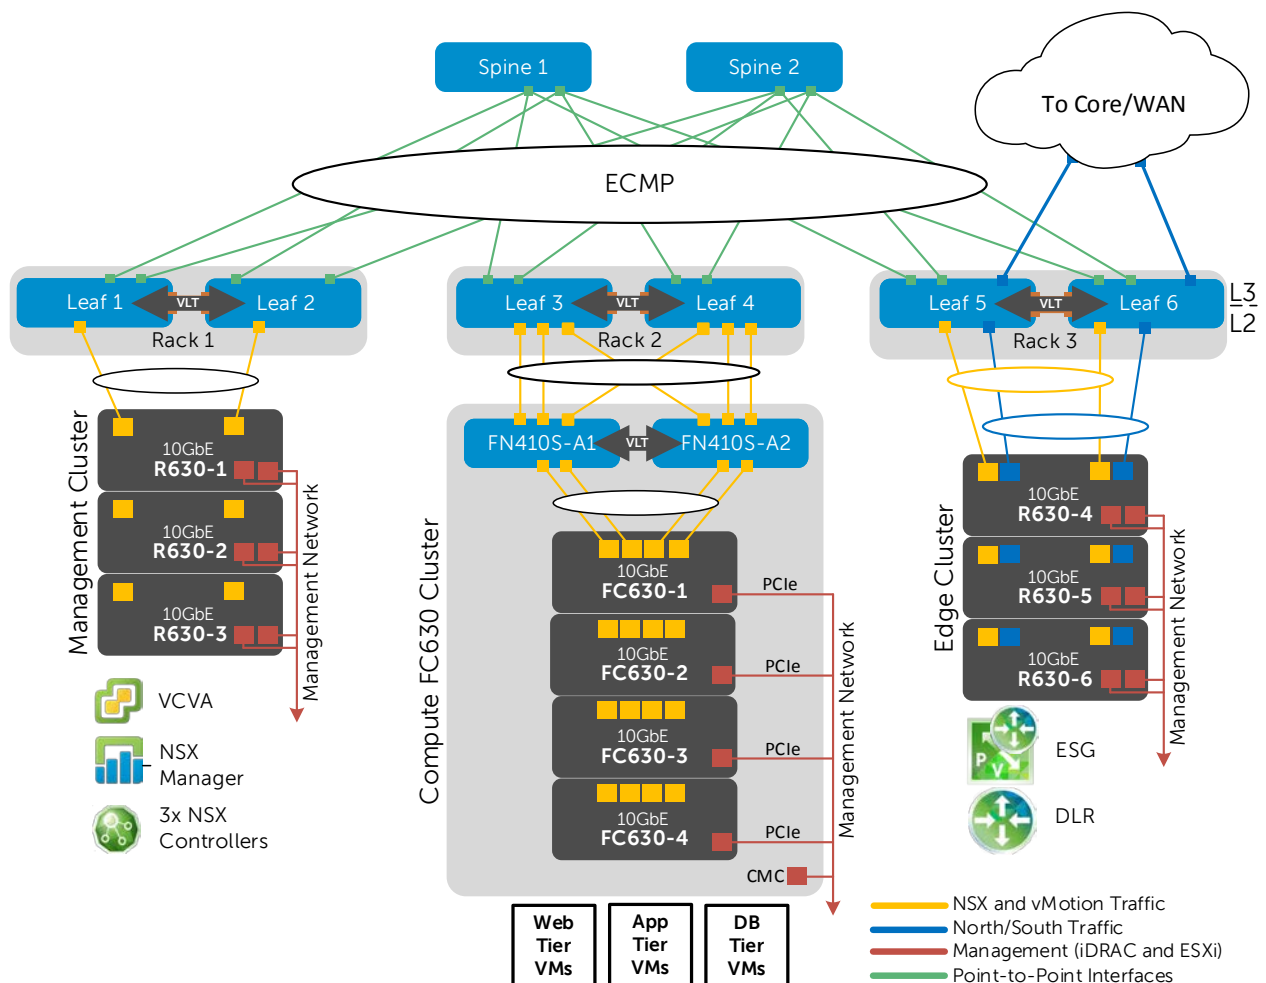 Spine 1
Spine 2
To Core/WAN
ECMP
Leaf 1
VLT
Leaf 2
Rack 1
Leaf 3
VLT
Leaf 4
Rack 2
Leaf 5
VLT
Leaf 6
Rack 3
L3
L2
Management Cluster
10GbE
R630-1
10GbE
R630-2
10GbE
R630-3
Management Network
VCVA
NSX
Manager
3x NSX
Controllers
Compute FC630 Cluster
FN410S-A1
VLT
FN410S-A2
10GbE
FC630-1
PCIe
10GbE
FC630-2
PCIe
10GbE
FC630-3
PCIe
10GbE
FC630-4
PCIe
CMC
Management Network
Web
Tier
VMs
App
Tier
VMs
DB
Tier
VMs
Edge Cluster
10GbE
R630-4
10GbE
R630-5
10GbE
R630-6
Management Network
P
V
ESG
DLR
NSX and vMotion Traffic
North/South Traffic
Management (iDRAC and ESXi)
Point-to-Point Interfaces